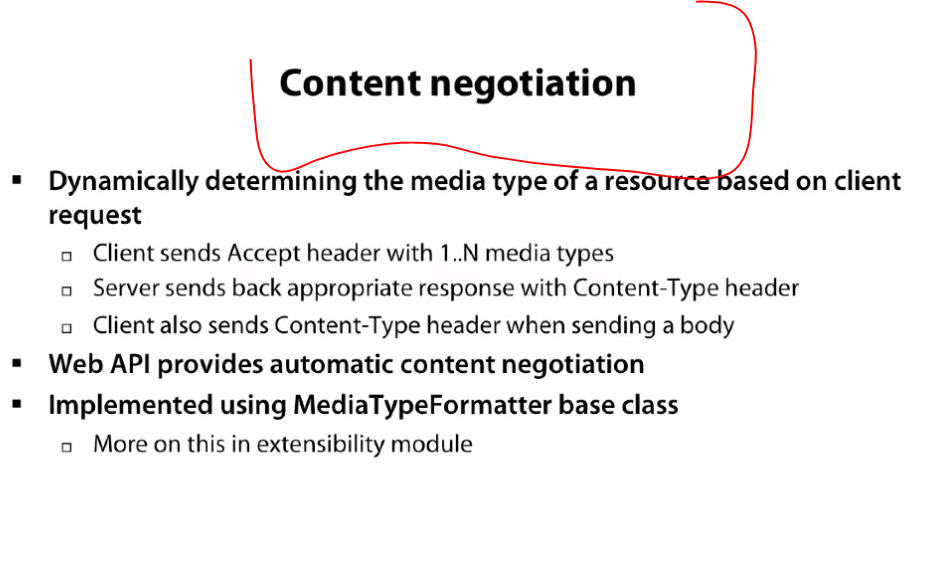 Content negotiation
▪ Dynamically determining the media type of a resource based on client
request
▫ Client sends Accept header with 1..N media types
▫ Server sends back appropriate response with Content-Type header
▫ Client also sends Content-Type header when sending a body
▪ Web API provides automatic content negotiation
▪ Implemented using MediaTypeFormatter base class
▫ More on this in extensibility module